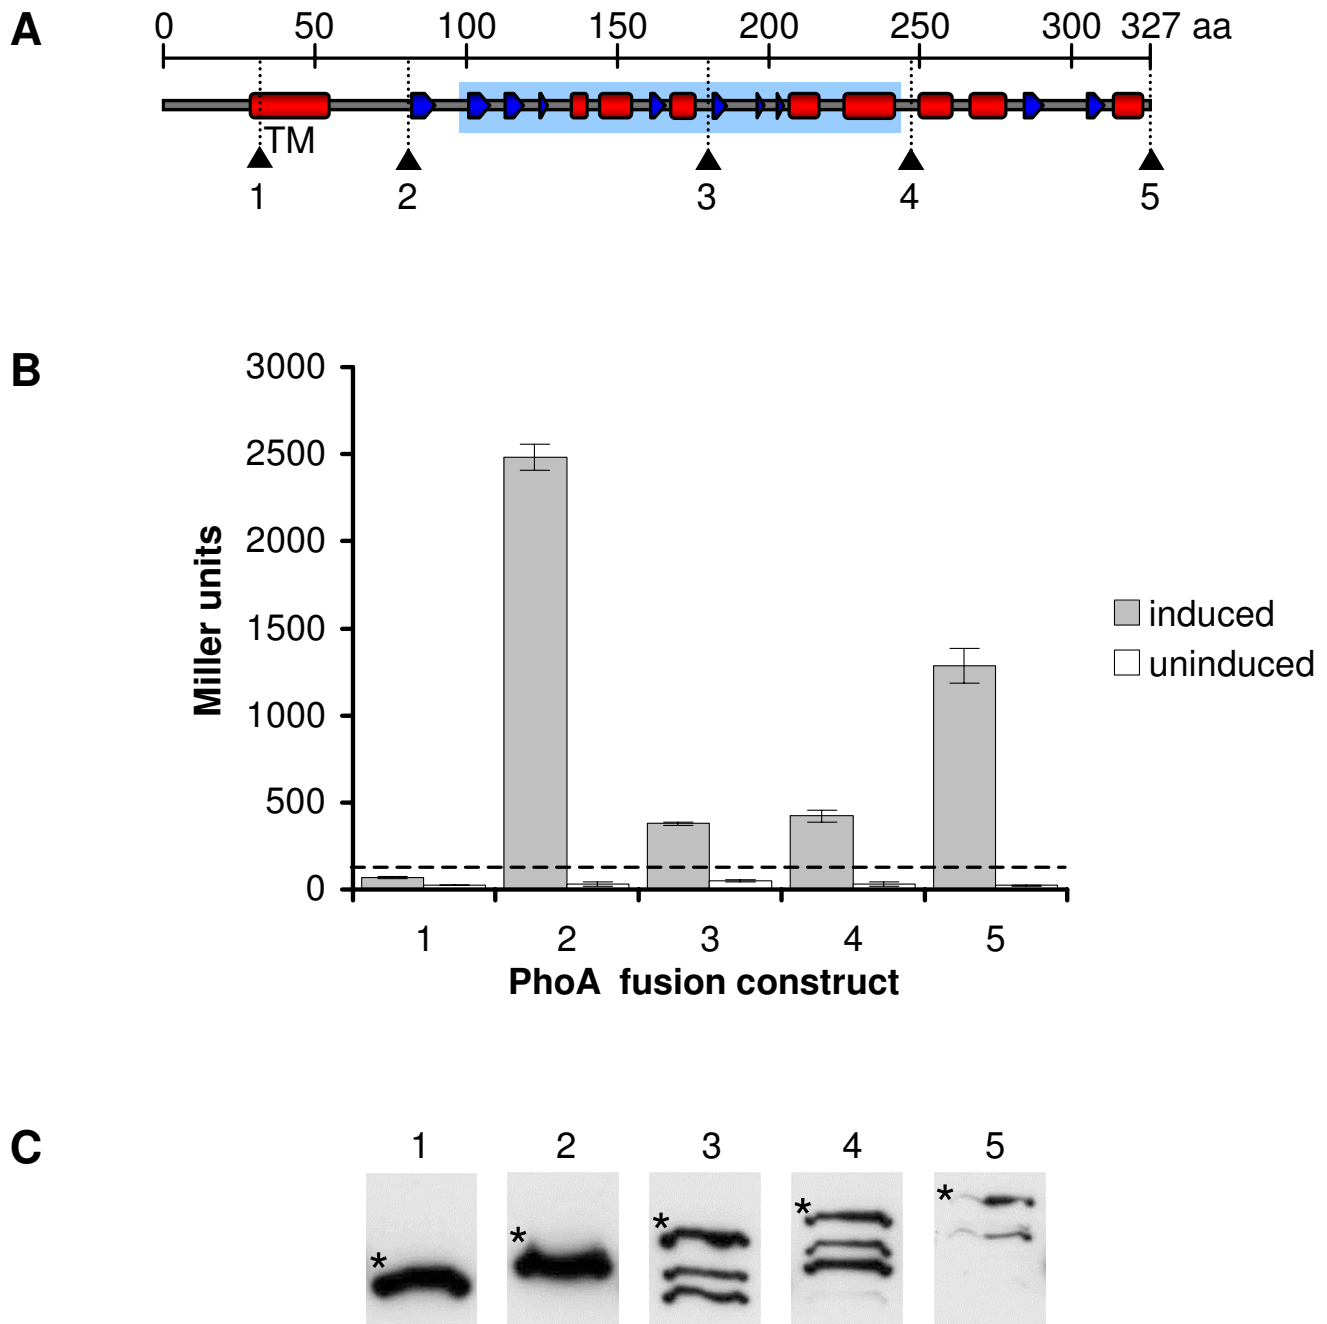 A
0 50 100 150 200 250 300 327 aa
TM
1 2 3 4 5
B
3000
2500
2000
1500
1000
500
0
Miller units
induced
uninduced
1 2 3 4 5
PhoA fusion construct
C
1 2 3 4 5
* * * * *